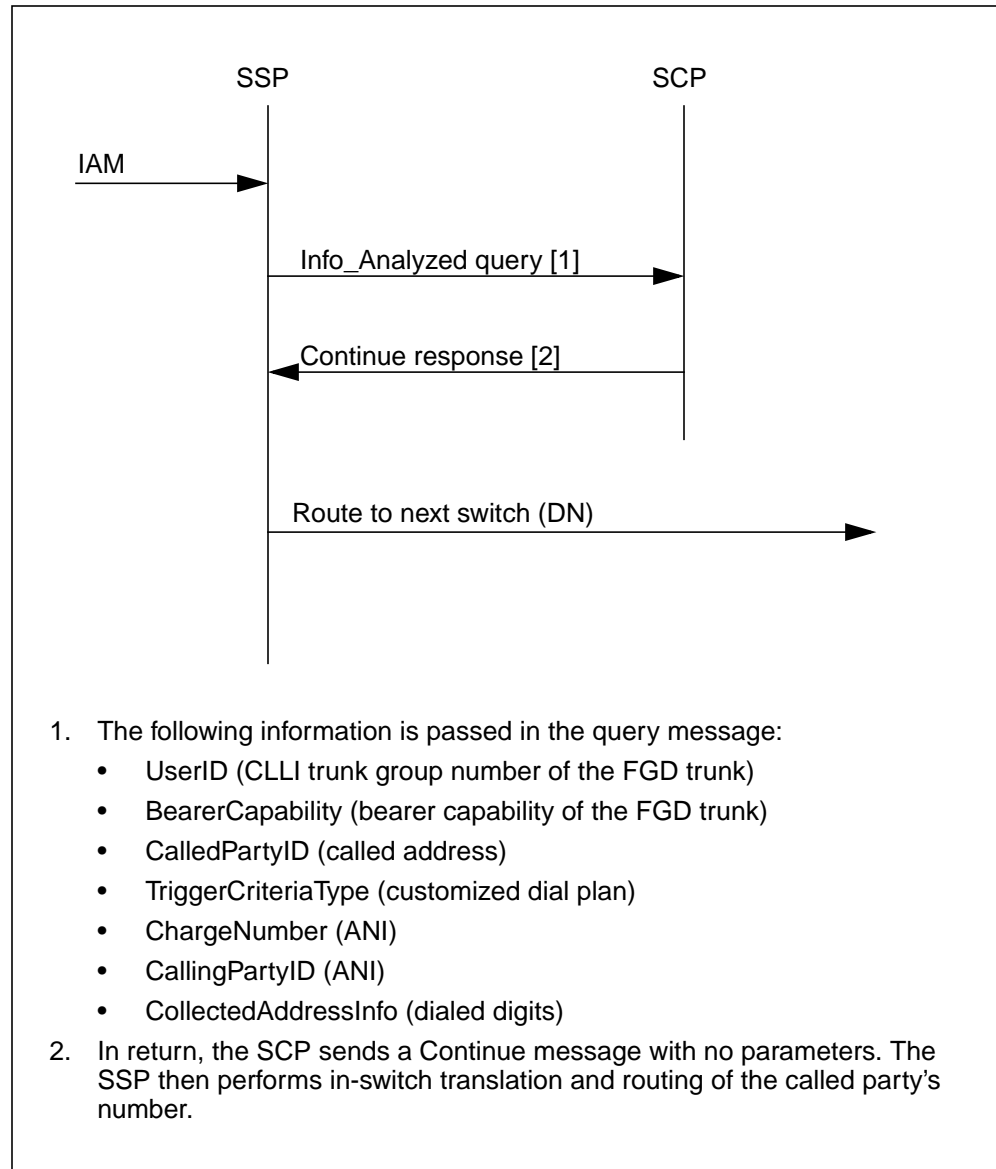 SSP SCP
IAM
Info_Analyzed query [1]
Continue response [2]
Route to next switch (DN)
1. The following information is passed in the query message:
• UserID (CLLI trunk group number of the FGD trunk)
• BearerCapability (bearer capability of the FGD trunk)
• CalledPartyID (called address)
• TriggerCriteriaType (customized dial plan)
• ChargeNumber (ANI)
• CallingPartyID (ANI)
• CollectedAddressInfo (dialed digits)
2. In return, the SCP sends a Continue message with no parameters. The
SSP then performs in-switch translation and routing of the called party’s
number.